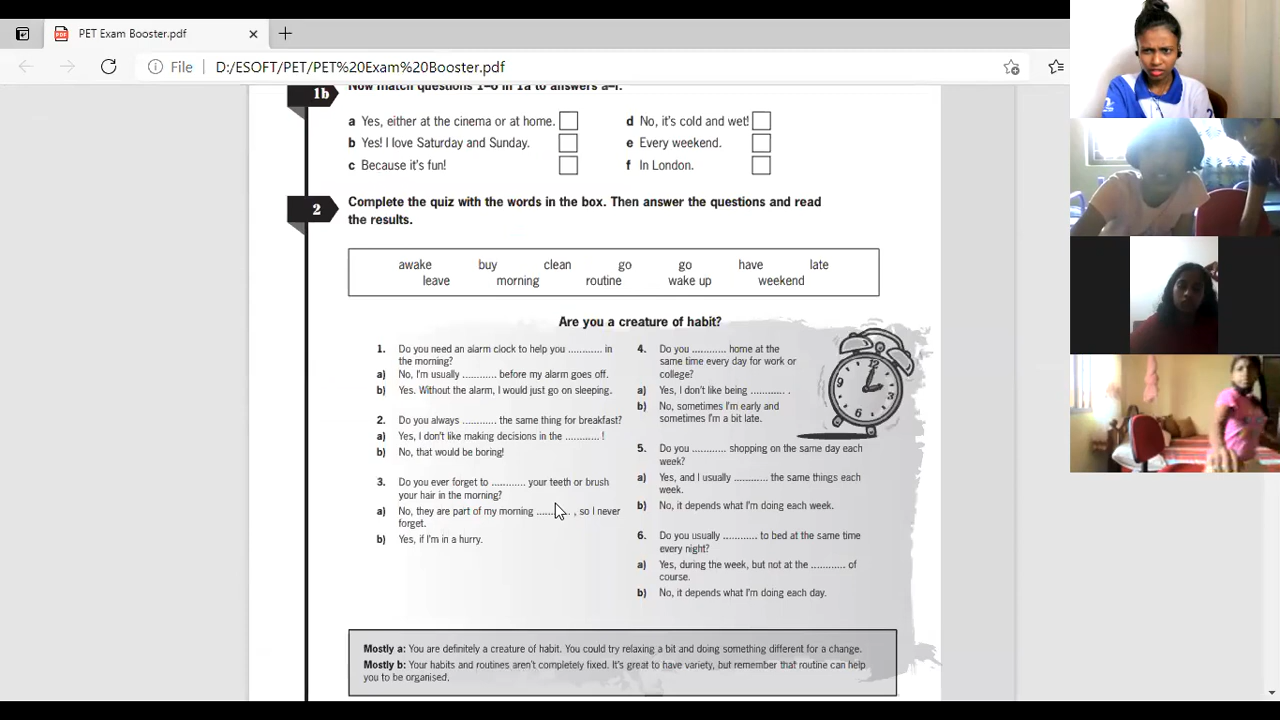 PET Exam Booster.pdf
File
D:/ESOFT/PET/PET%20Exam%20Booster.pdf
1b
Now match questions 1–6 in 1a to answers a–f.
a Yes, either at the cinema or at home.
b Yes! I love Saturday and Sunday.
c Because it's fun!
d No, it's cold and wet!
e Every weekend.
f In London.
2
Complete the quiz with the words in the box. Then answer the questions and read
the results.
awake buy clean go go have late
leave morning routine wake up weekend
Are you a creature of habit?
1. Do you need an alarm clock to help you ............ in
the morning?
a) No, I'm usually ............ before my alarm goes off.
b) Yes. Without the alarm, I would just go on sleeping.
2. Do you always ............ the same thing for breakfast?
a) Yes, I don't like making decisions in the ............ !
b) No, that would be boring!
3. Do you ever forget to ............ your teeth or brush
your hair in the morning?
a) No, they are part of my morning ............ , so I never
forget.
b) Yes, if I'm in a hurry.
4. Do you ............ home at the
same time every day for work or
college?
a) Yes, I don't like being ............ .
b) No, sometimes I'm early and
sometimes I'm a bit late.
5. Do you ............ shopping on the same day each
week?
a) Yes, and I usually ............ the same things each
week.
b) No, it depends what I'm doing each week.
6. Do you usually ............ to bed at the same time
every night?
a) Yes, during the week, but not at the ............ of
course.
b) No, it depends what I'm doing each day.
12
9
3
6
Mostly a: You are definitely a creature of habit. You could try relaxing a bit and doing something different for a change.
Mostly b: Your habits and routines aren't completely fixed. It's great to have variety, but remember that routine can help
you to be organised.